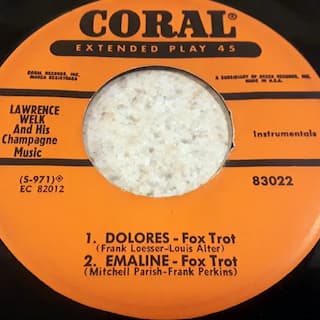 CORAL®
EXTENDED PLAY 45
CORAL RECORDS, INC.
MARCA REGISTRADA
A SUBSIDIARY OF DECCA RECORDS, INC.
MADE IN U.S.A.
LAWRENCE
WELK
And His
Champagne
Music
Instrumentals
(S-971)
EC 82012
83022
1. DOLORES - Fox Trot
(Frank Loesser-Louis Alter)
2. EMALINE - Fox Trot
(Mitchell Parish-Frank Perkins)